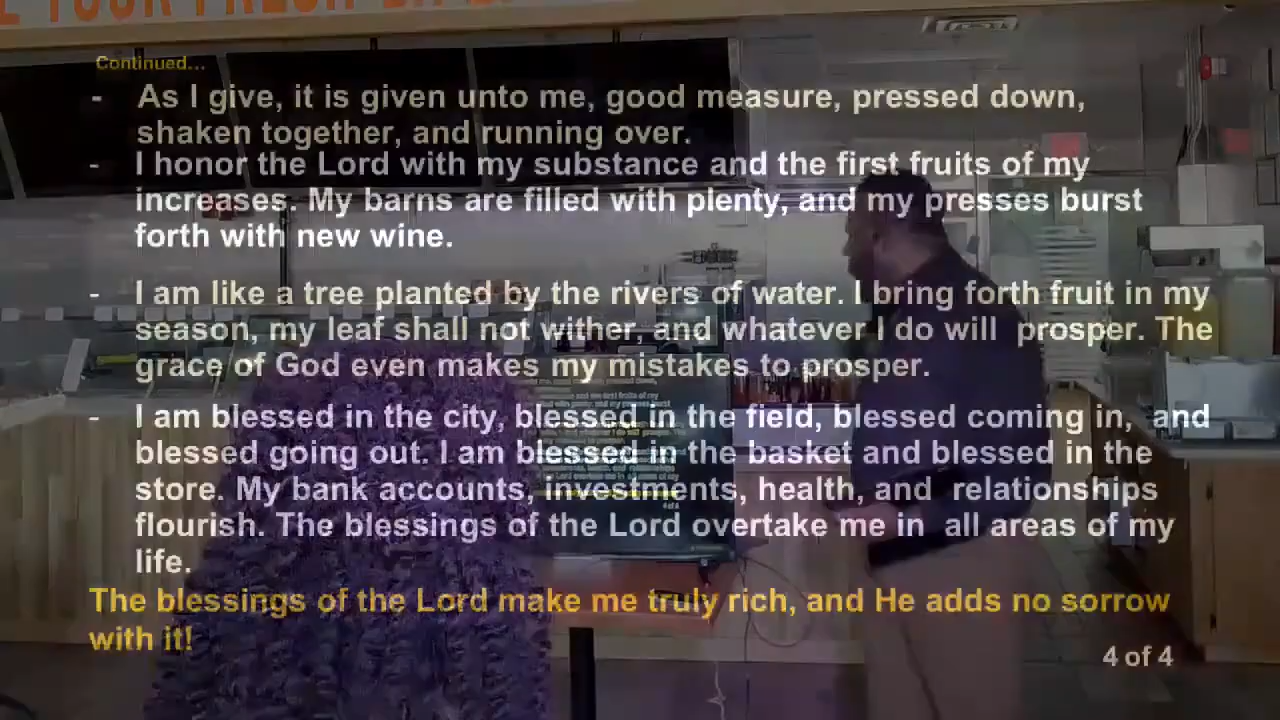 YOUR FRESH
Continued...
- As I give, it is given unto me, good measure, pressed down,
shaken together, and running over.
- I honor the Lord with my substance and the first fruits of my
increases. My barns are filled with plenty, and my presses burst
forth with new wine.
- I am like a tree planted by the rivers of water. I bring forth fruit in my
season, my leaf shall not wither, and whatever I do will prosper. The
grace of God even makes my mistakes to prosper.
- I am blessed in the city, blessed in the field, blessed coming in, and
blessed going out. I am blessed in the basket and blessed in the
store. My bank accounts, investments, health, and relationships
flourish. The blessings of the Lord overtake me in all areas of my
life.
The blessings of the Lord make me truly rich, and He adds no sorrow
with it!
4 of 4